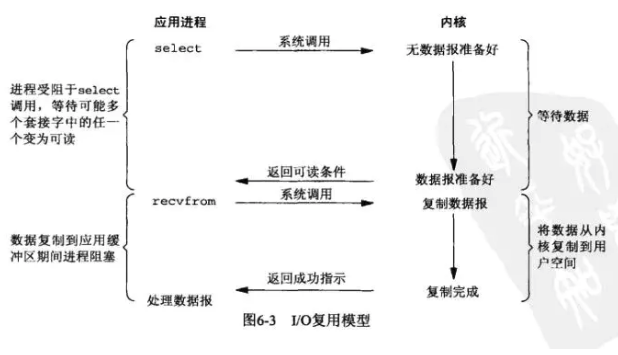 应用进程
内核
select
系统调用
无数据报准备好
进程受阻于select
调用，等待可能多
个套接字中的任一
个变为可读
等待数据
返回可读条件
数据报准备好
recvfrom
系统调用
复制数据报
数据复制到应用缓
冲区期间进程阻塞
将数据从内
核复制到用
户空间
返回成功指示
处理数据报
复制完成
图6-3 I/O复用模型